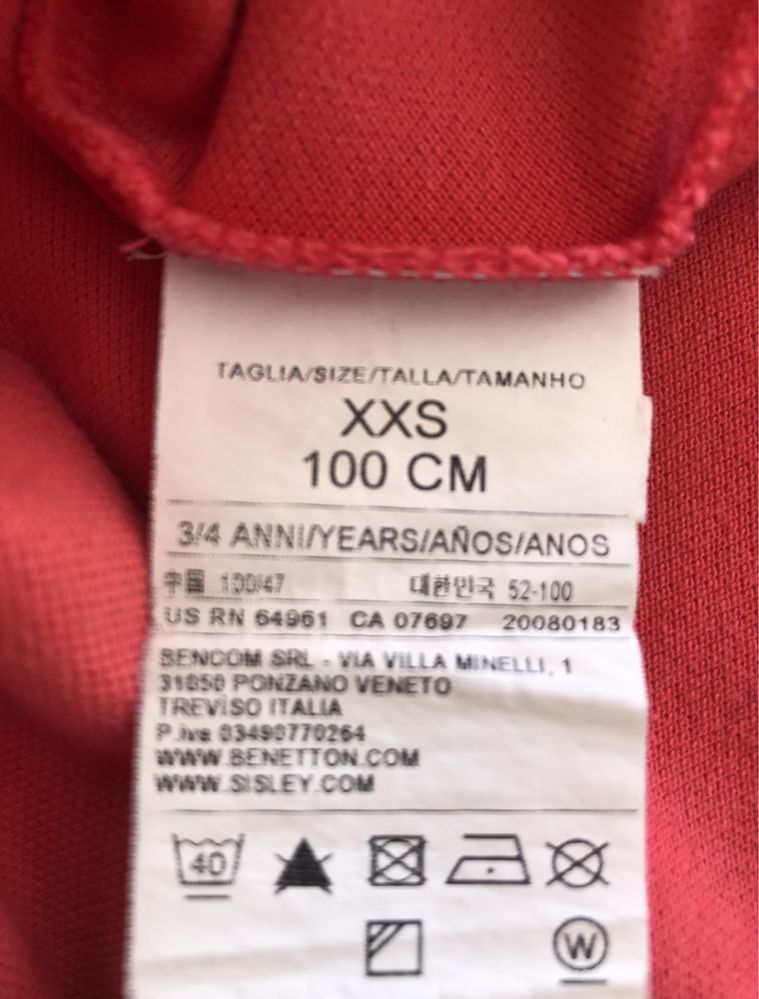 TAGLIA/SIZE/TALLA/TAMANHO
XXS
100 CM
3/4 ANNI/YEARS/AÑOS/ANOS
中國 100/47 대한민국 52-100
US RN 64961 CA 07697 20080183
BENCOM SRL - VIA VILLA MINELLI, 1
31050 PONZANO VENETO
TREVISO ITALIA
P.iva 03490770264
WWW.BENETTON.COM
WWW.SISLEY.COM
40
W